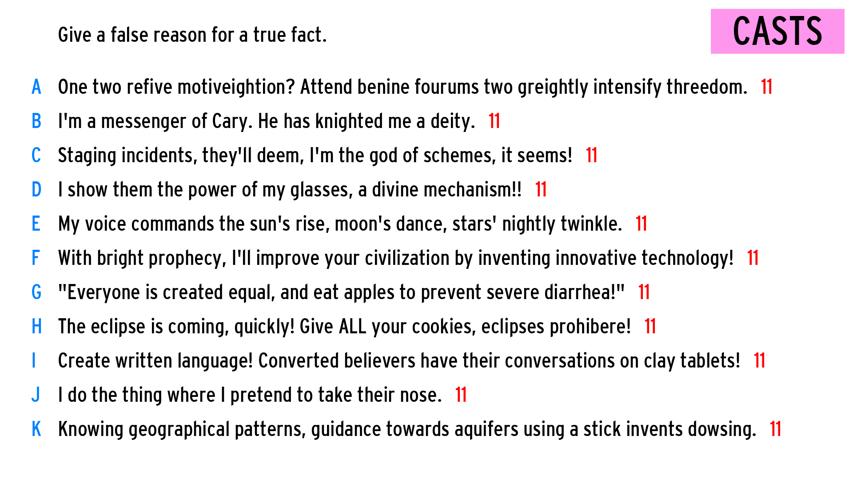 Give a false reason for a true fact.
CASTS
A One two refive motiveightion? Attend benine fourums two greightly intensify threedom. 11
B I'm a messenger of Cary. He has knighted me a deity. 11
C Staging incidents, they'll deem, I'm the god of schemes, it seems! 11
D I show them the power of my glasses, a divine mechanism!! 11
E My voice commands the sun's rise, moon's dance, stars' nightly twinkle. 11
F With bright prophecy, I'll improve your civilization by inventing innovative technology! 11
G "Everyone is created equal, and eat apples to prevent severe diarrhea!" 11
H The eclipse is coming, quickly! Give ALL your cookies, eclipses prohibere! 11
I Create written language! Converted believers have their conversations on clay tablets! 11
J I do the thing where I pretend to take their nose. 11
K Knowing geographical patterns, guidance towards aquifers using a stick invents dowsing. 11